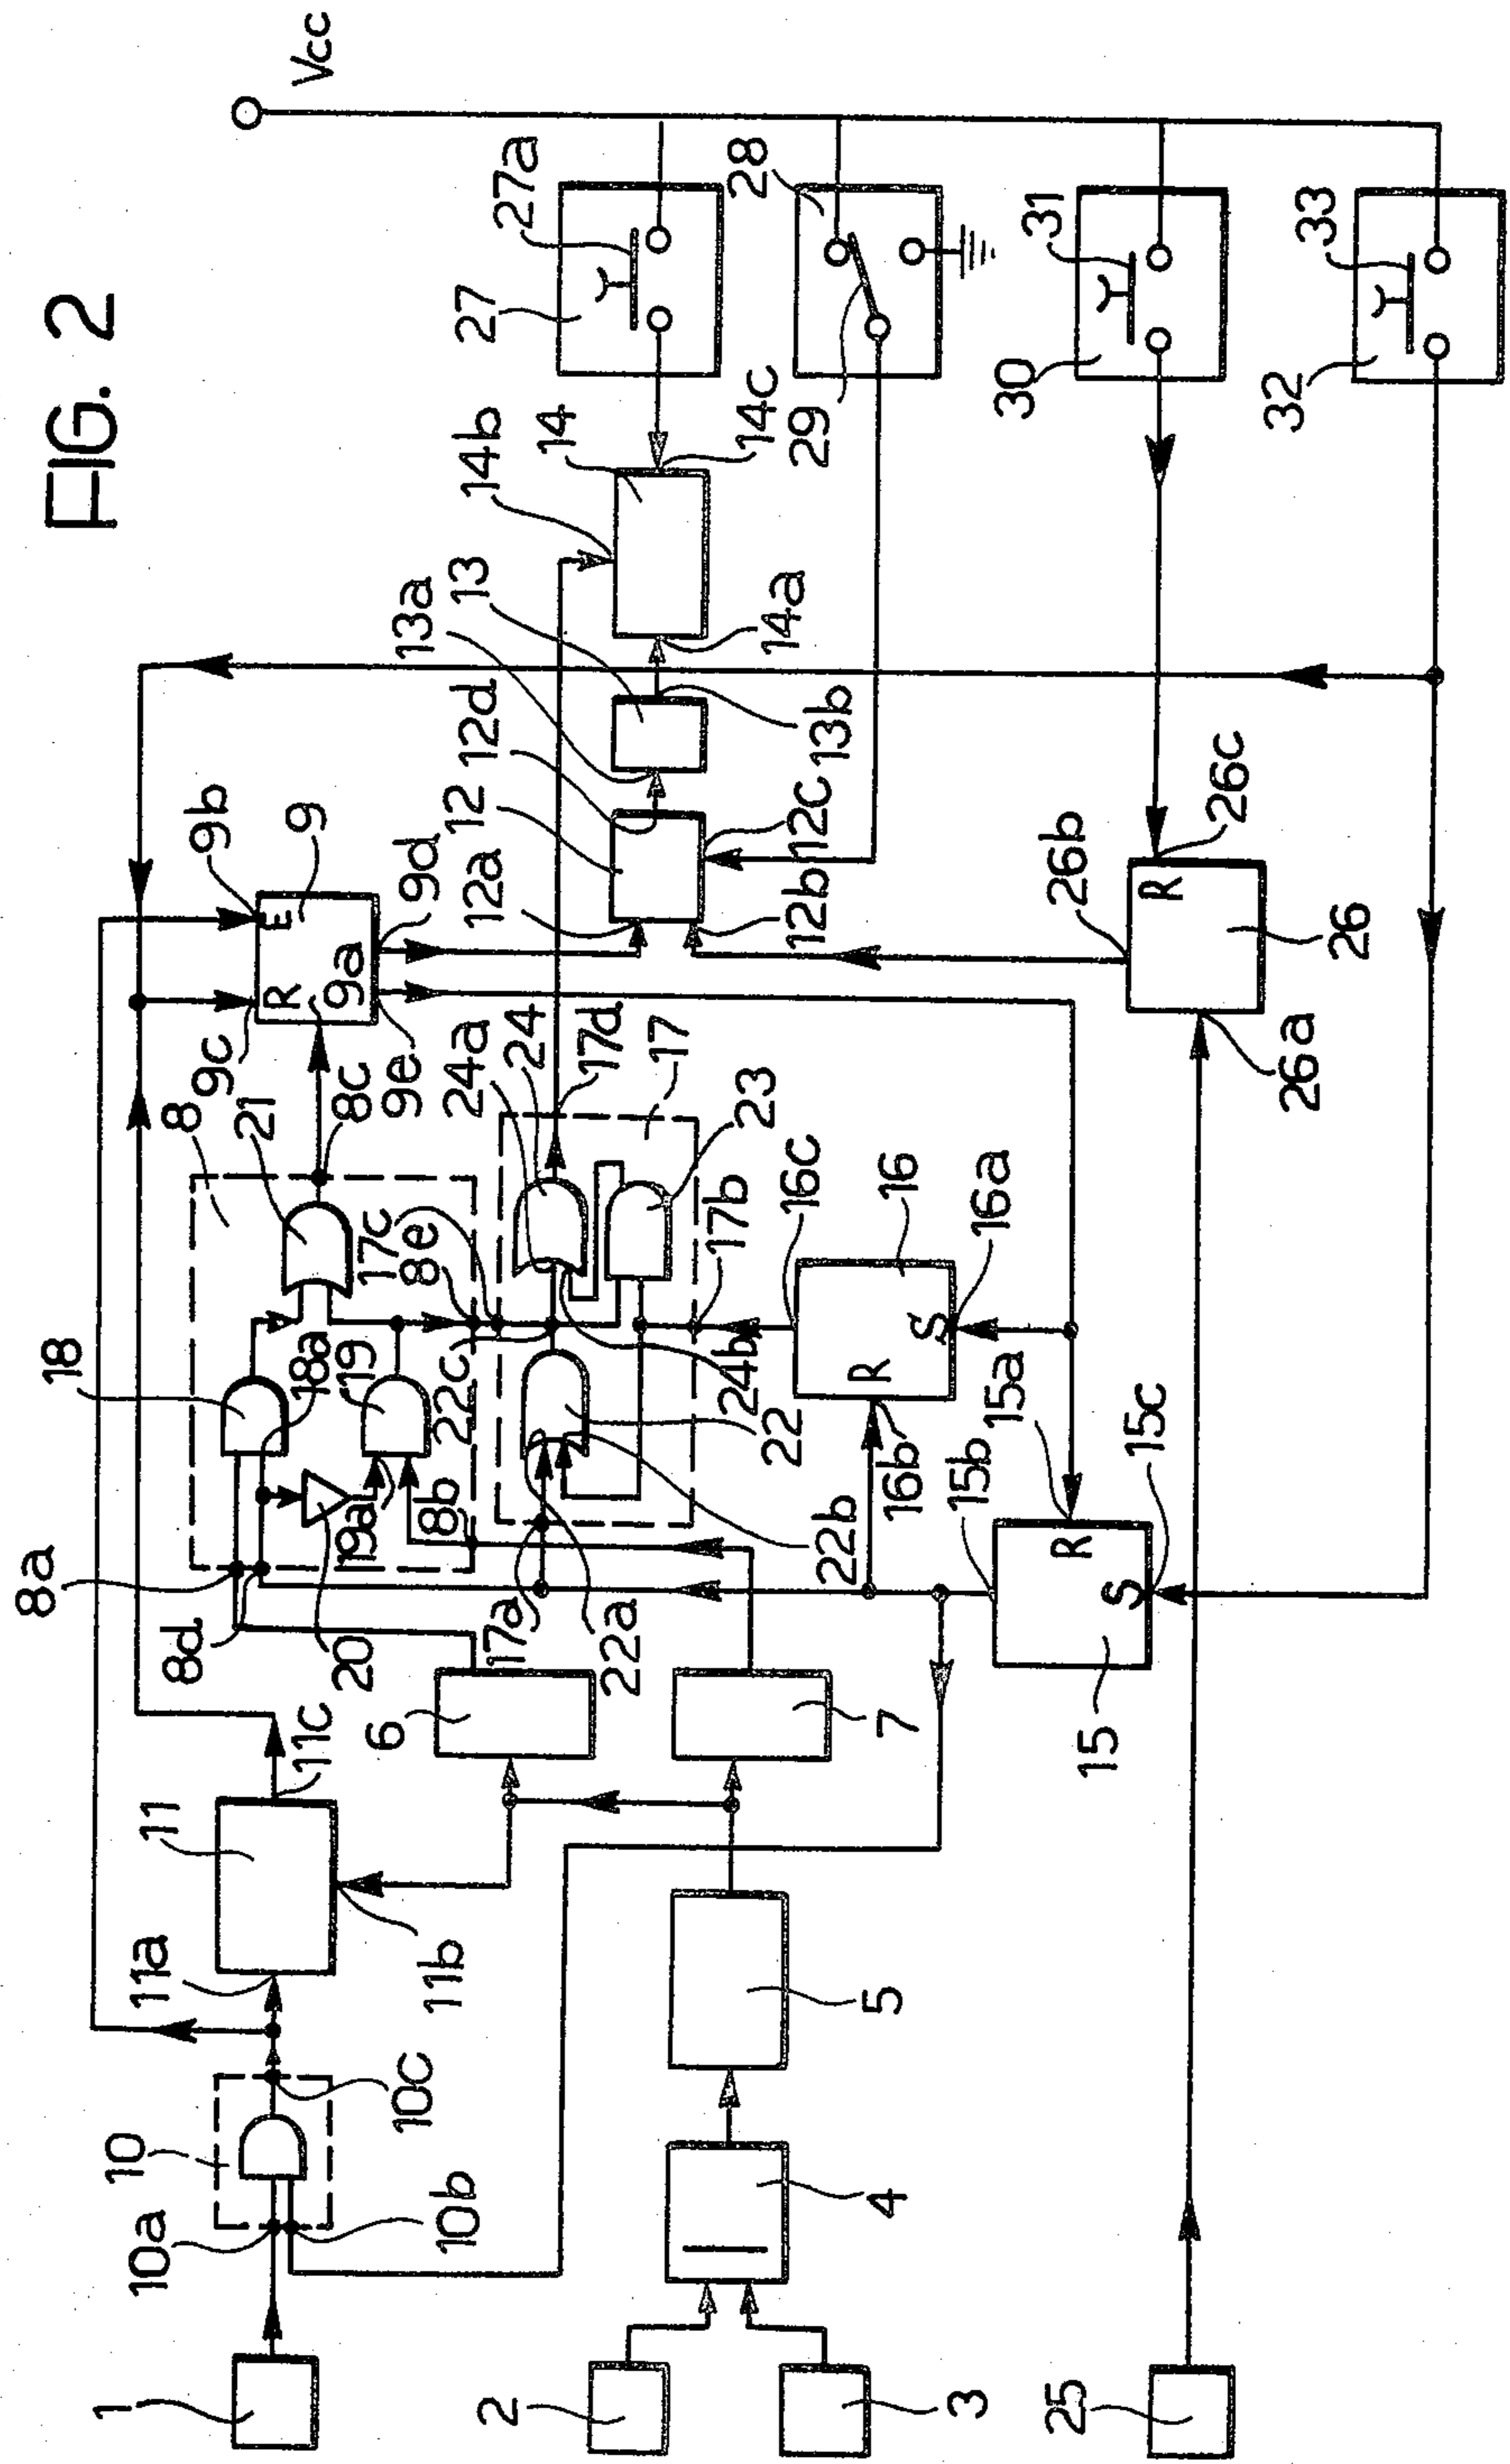 FIG. 2
Vcc
1
10a
10
10b
10c
11a
11
11b
11c
2
3
4
5
6
7
8a
8d
18
18a
20
19a
19
8b
8
21
8c
17c
8e
22c
9c
9b
R
E
9
9a
9d
9e
24a
24
17d
17
23
17b
24b
22
22a
22b
17a
12a
12
12d
12b
12c
13a
13
13b
14b
14
14a
14c
27
27a
28
29
30
31
32
33
16c
16
16a
16b
R
S
15b
15a
15c
15
R
S
25
26a
26b
26c
26
R